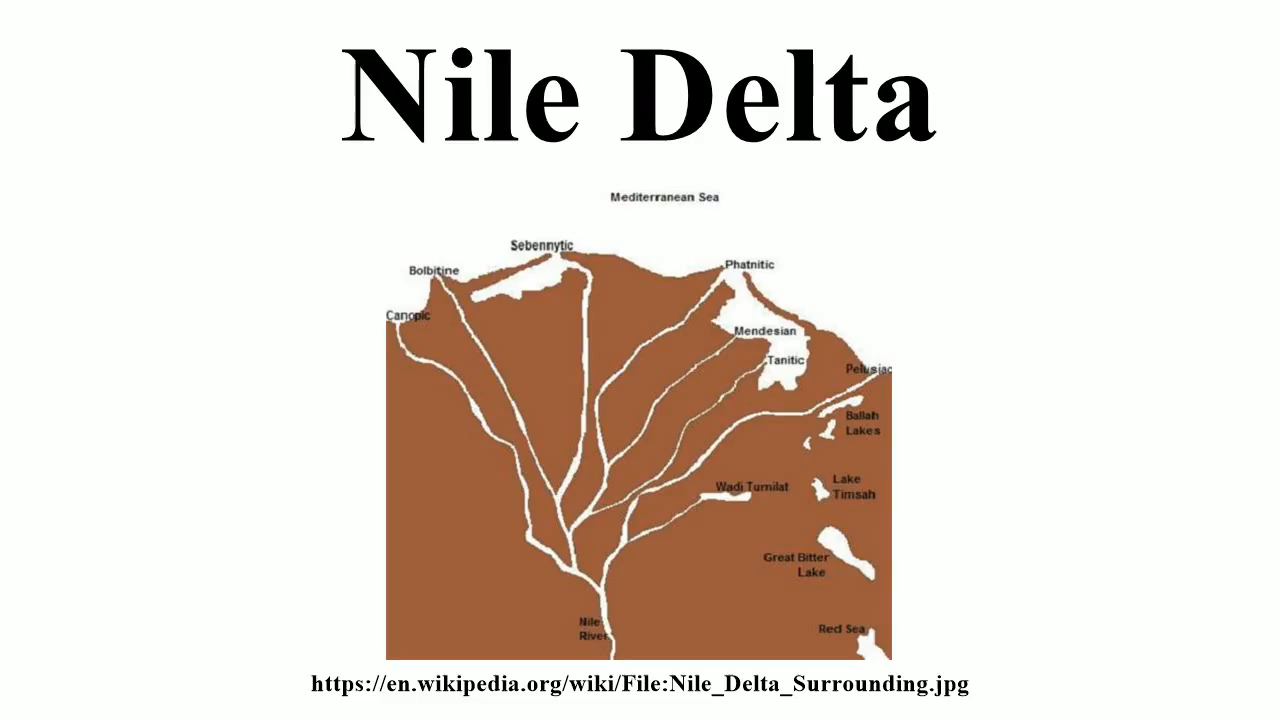 Nile Delta
Mediterranean Sea
Sebennytic
Phatnitic
Bolbitine
Canopic
Mendesian
Tanitic
Pelusiac
Ballah
Lakes
Wadi Tumilat
Lake
Timsah
Great Bitter
Lake
Nile
River
Red Sea
https://en.wikipedia.org/wiki/File:Nile_Delta_Surrounding.jpg